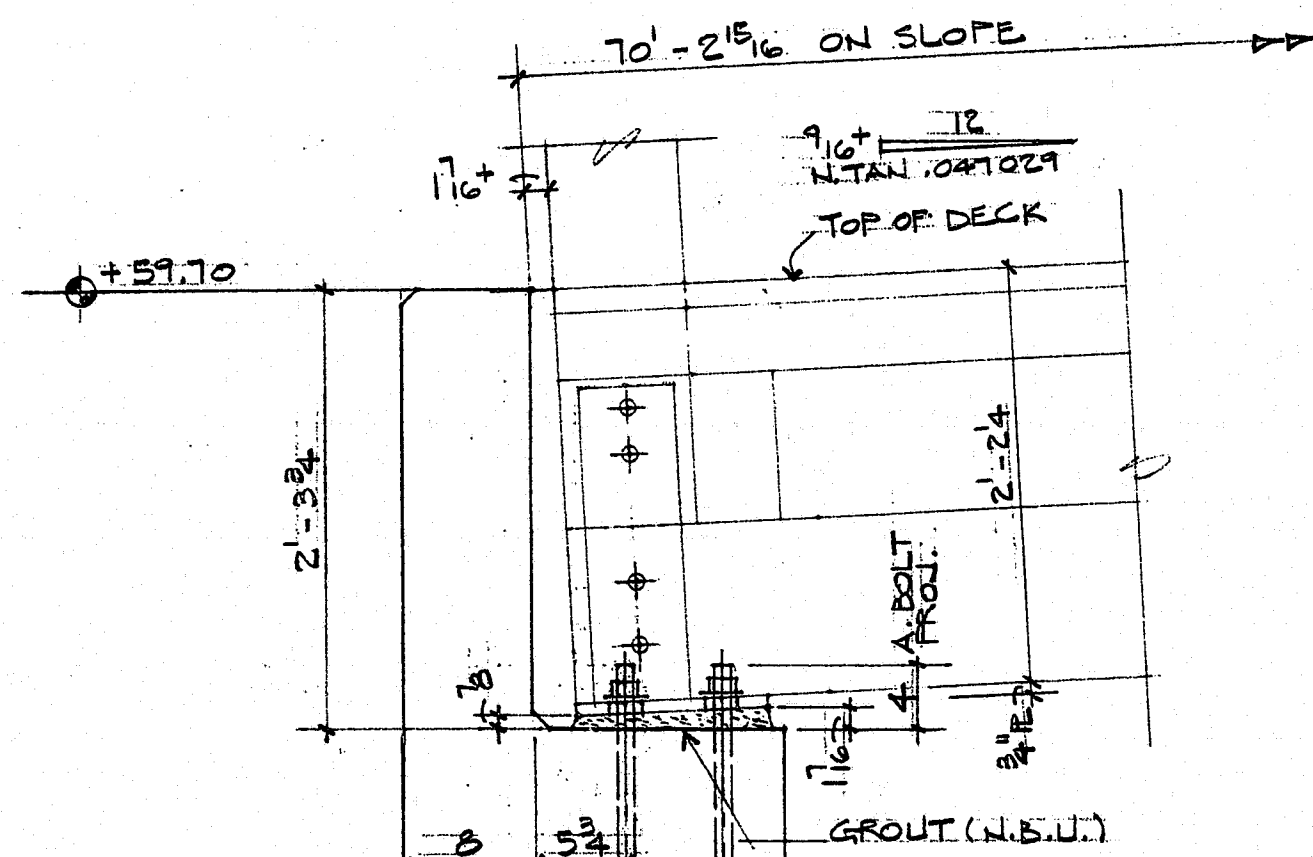 70' - 2 15/16 ON SLOPE
12
9/16+
N. TAN .047029
1 7/16+
TOP OF DECK
+59.70
2' - 3 3/4
2' - 2 1/4
A. BOLT
PROJ.
4
7/8
1 7/16
3/4" PL
GROUT (N.B.U.)
8
5 3/4